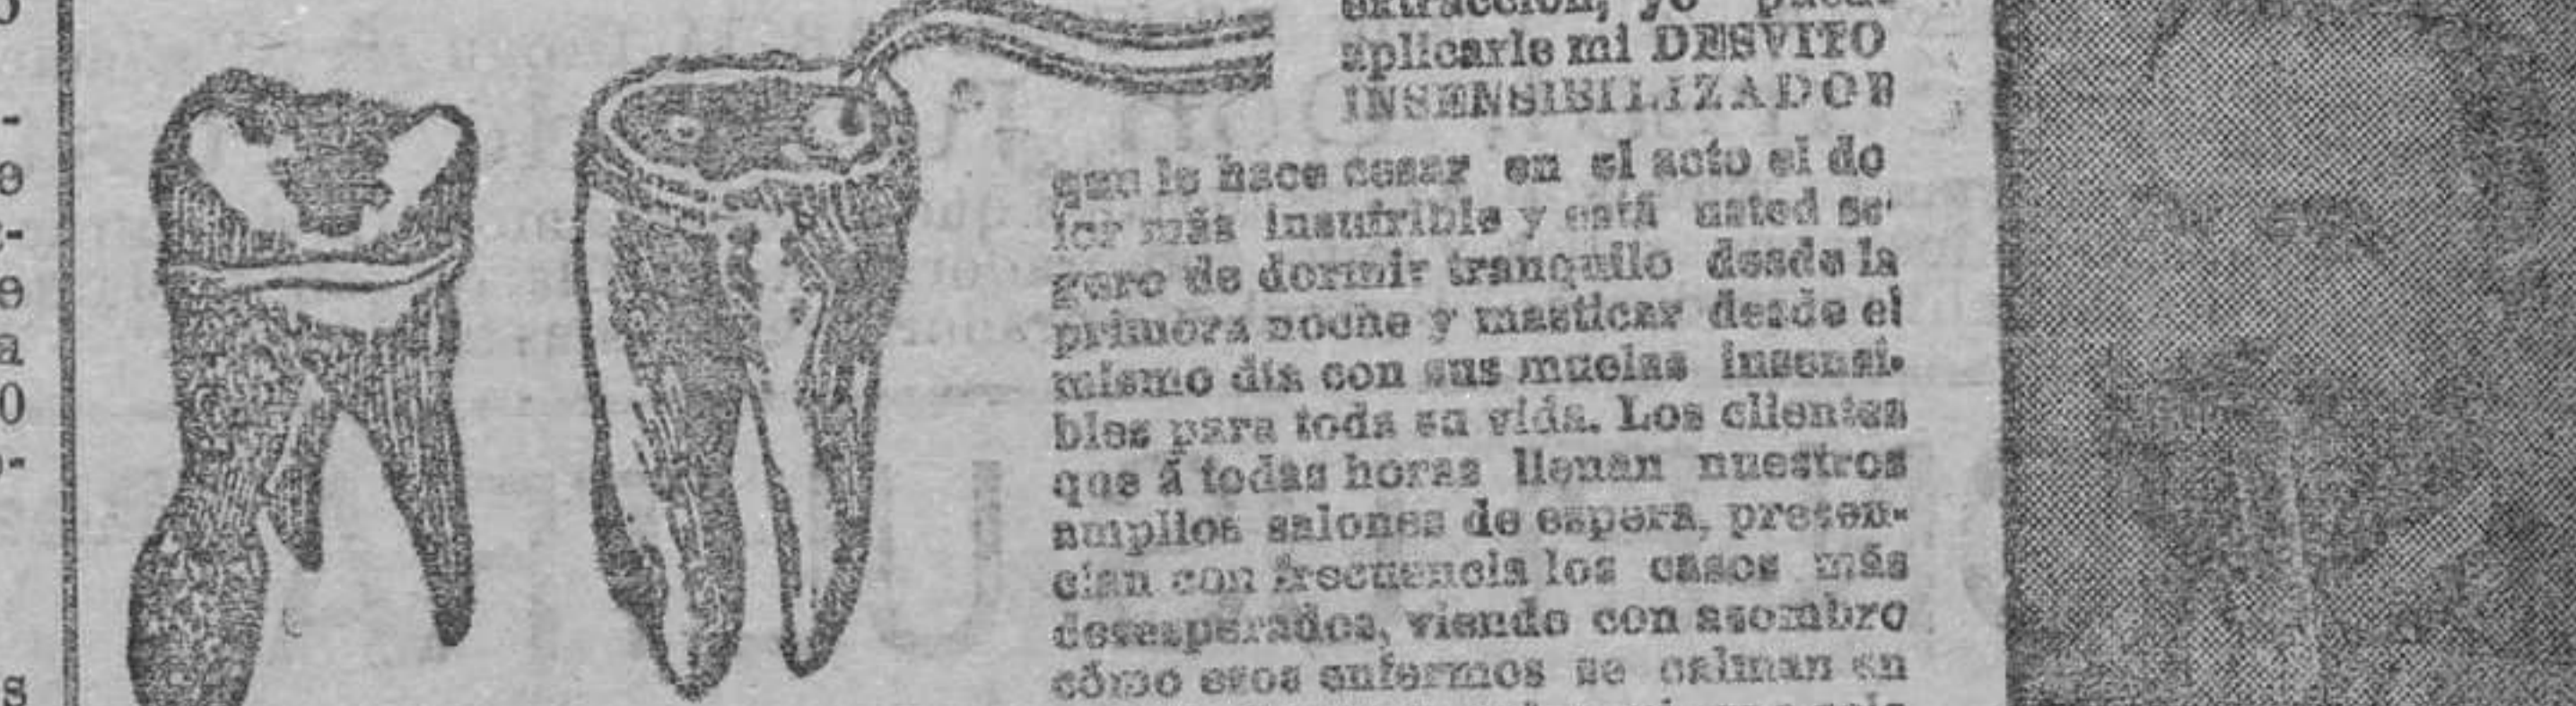 extracción, yo puedo
aplicarle mi DESVITO
INSENSIBILIZADOR
que le hace cesar en el acto el do
lor más insufrible y está usted se-
guro de dormir tranquilo desde la
primera noche y masticar desde el
mismo día con sus muelas insensi-
bles para toda su vida. Los clientes
que á todas horas llenan nuestros
amplios salones de espera, presen-
cian con frecuencia los casos más
desesperados, viendo con asombro
cómo esos enfermos se calman en